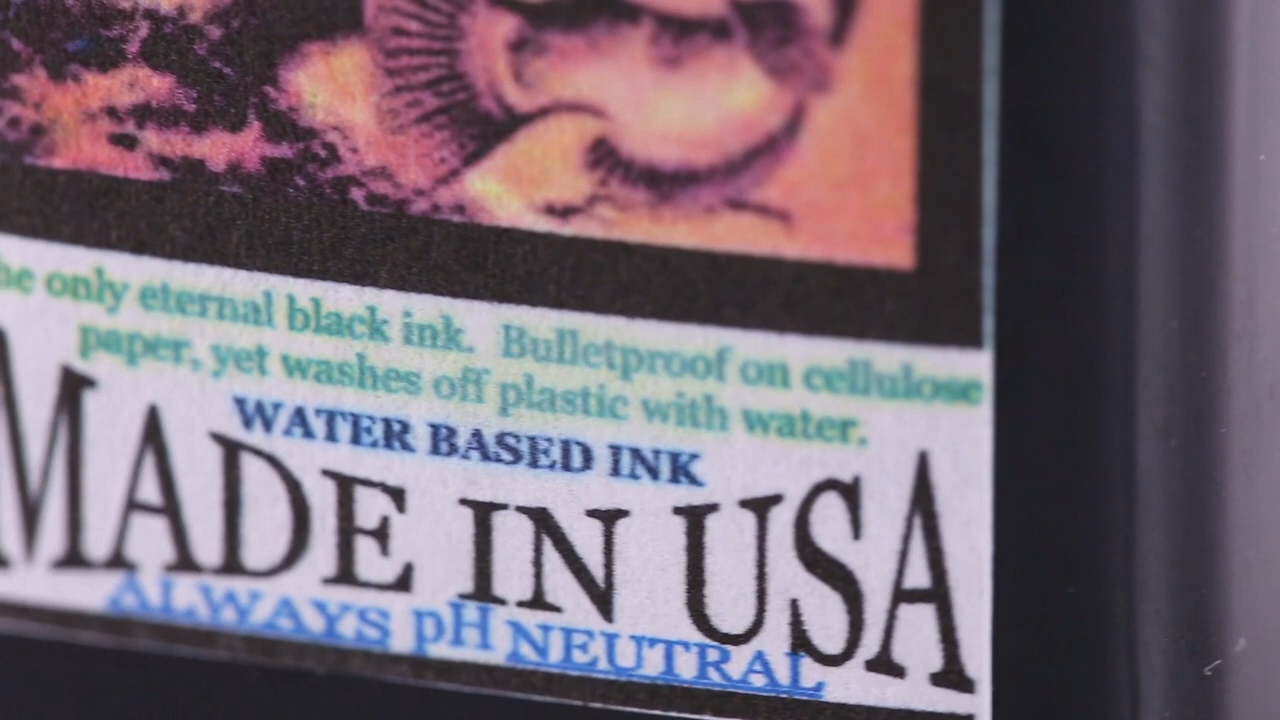 he only eternal black ink. Bulletproof on cellulose
paper, yet washes off plastic with water.
WATER BASED INK
MADE IN USA
ALWAYS pH NEUTRAL